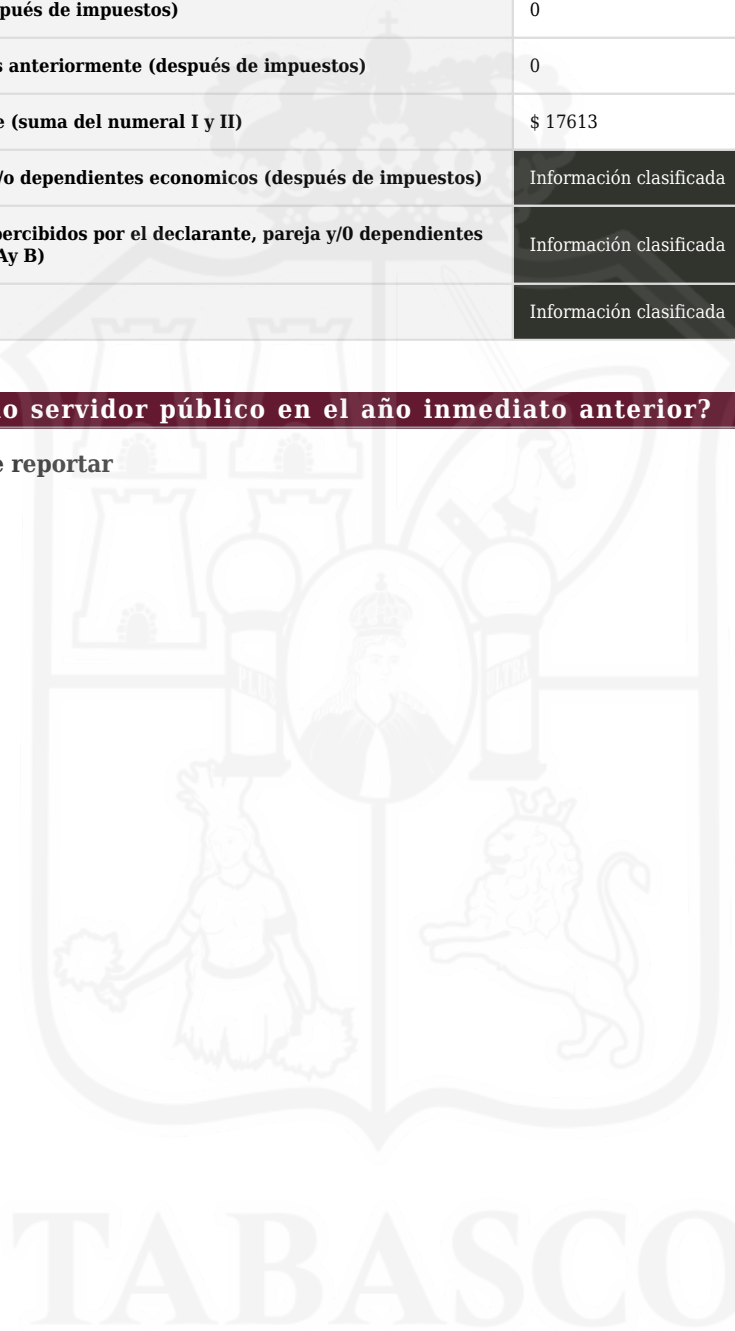 pués de impuestos)
0
s anteriormente (después de impuestos)
0
e (suma del numeral I y II)
$ 17613
/o dependientes economicos (después de impuestos)
Información clasificada
percibidos por el declarante, pareja y/0 dependientes
Ay B)
Información clasificada
Información clasificada
o servidor público en el año inmediato anterior?
e reportar
PLUS
ULTRA
TABASCO